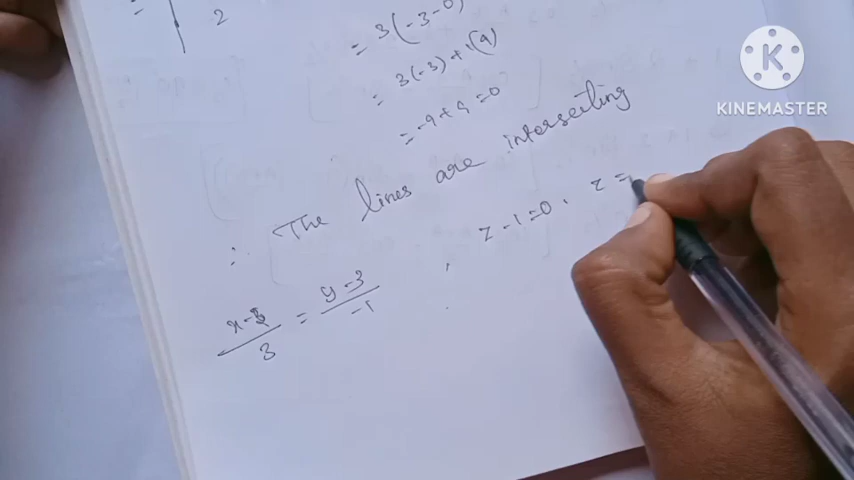 2
= 3(-3-0)
= 3(-3) + 1(9)
= -9 + 9 = 0
∴ The lines are interseiting
x-3/3 = y-3/-1 , z-1=0, z =
K
KINEMASTER